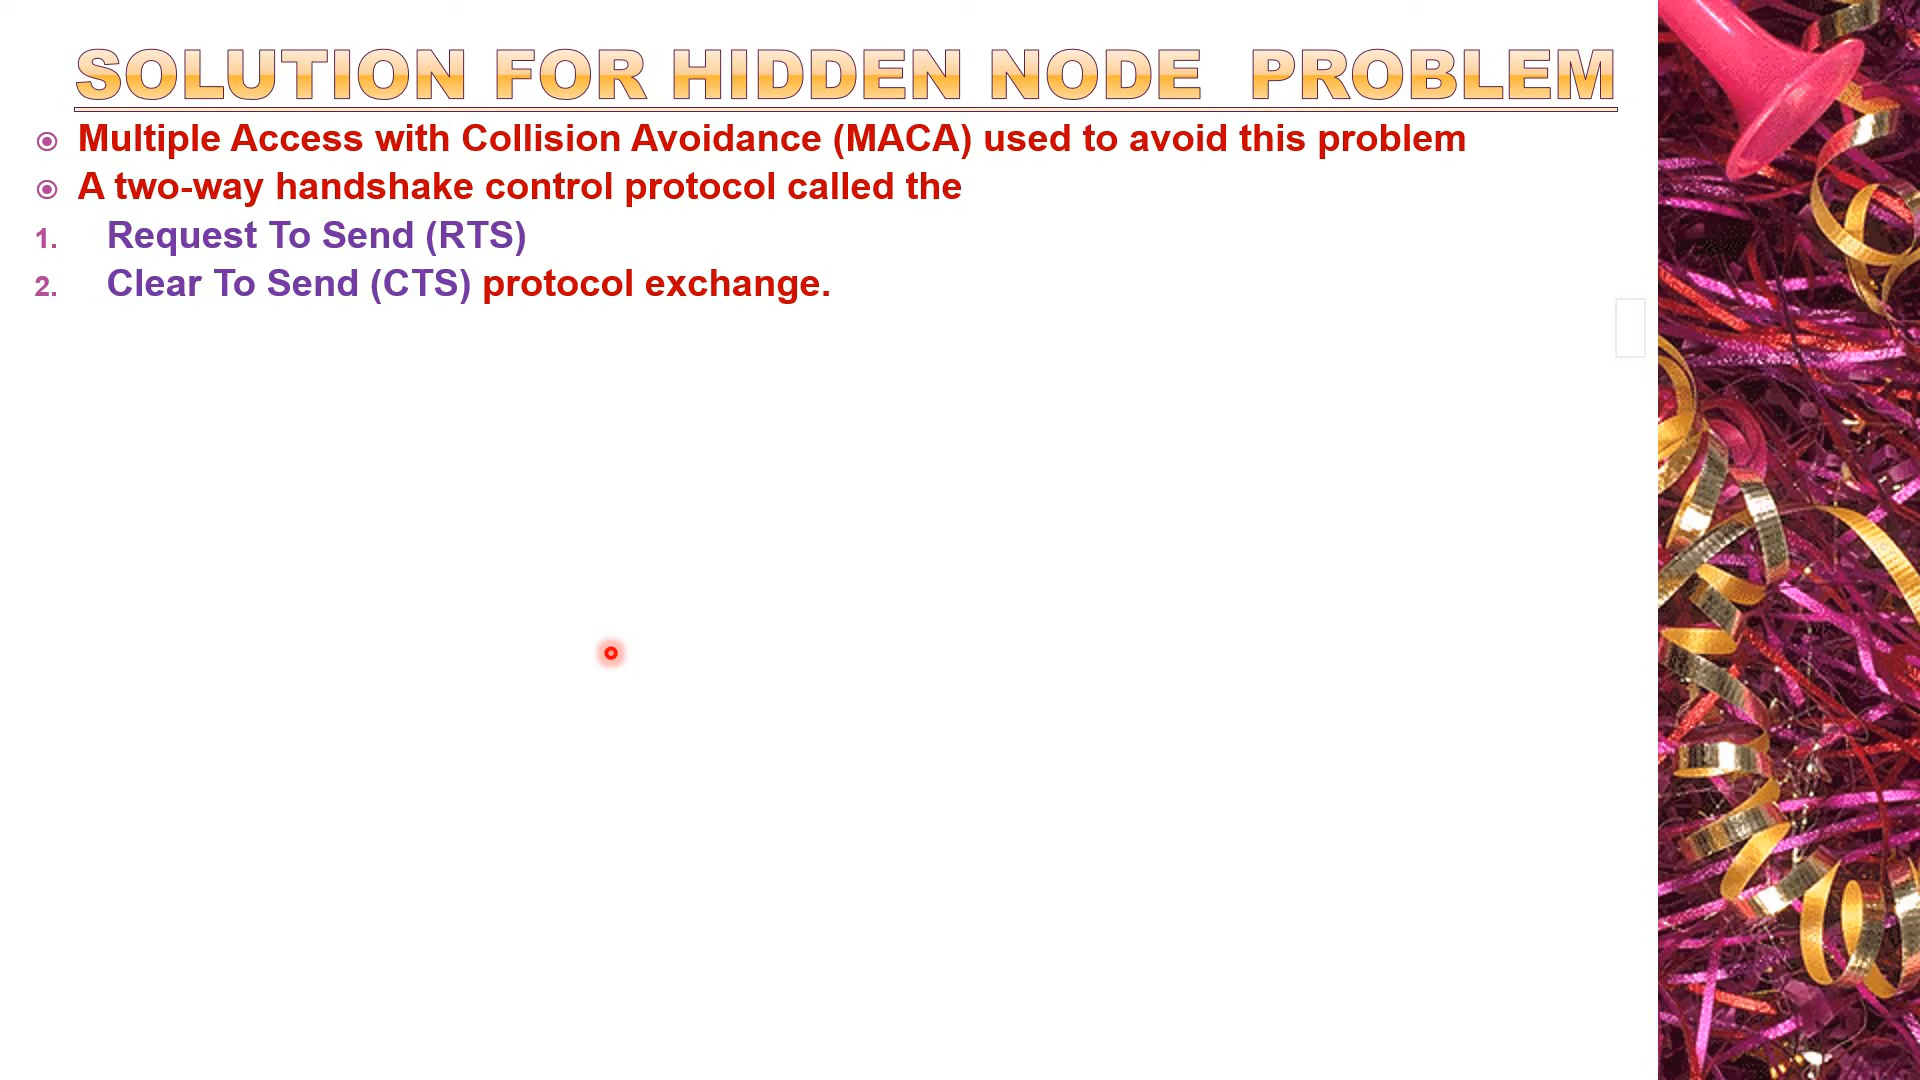 SOLUTION FOR HIDDEN NODE PROBLEM
Multiple Access with Collision Avoidance (MACA) used to avoid this problem
A two-way handshake control protocol called the
1. Request To Send (RTS)
2. Clear To Send (CTS) protocol exchange.